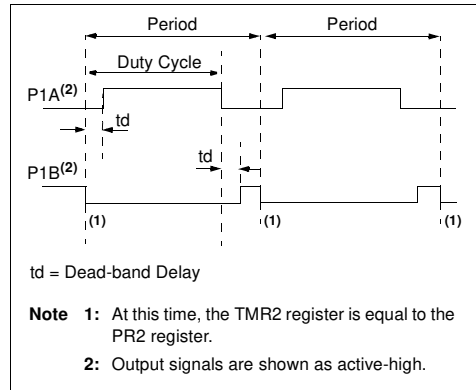 Period Period
Duty Cycle
P1A(2)
td
td
P1B(2)
(1) (1) (1)
td = Dead-band Delay
Note 1: At this time, the TMR2 register is equal to the
PR2 register.
2: Output signals are shown as active-high.